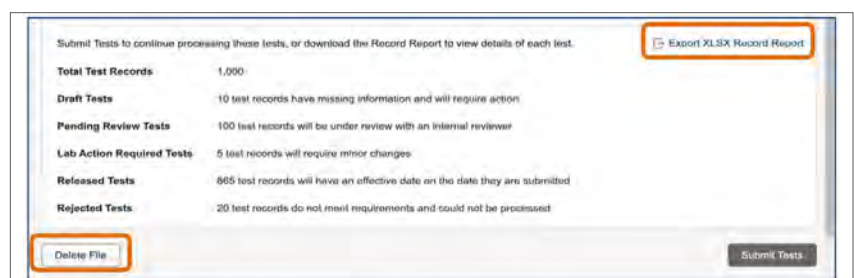 Submit Tests to continue processing these tests, or download the Record Report to view details of each test.
Export XLSX Record Report
Total Test Records 1,000
Draft Tests 10 test records have missing information and will require action
Pending Review Tests 100 test records will be under review with an internal reviewer
Lab Action Required Tests 5 test records will require minor changes
Released Tests 865 test records will have an effective date on the date they are submitted
Rejected Tests 20 test records do not meet requirements and could not be processed
Delete File
Submit Tests